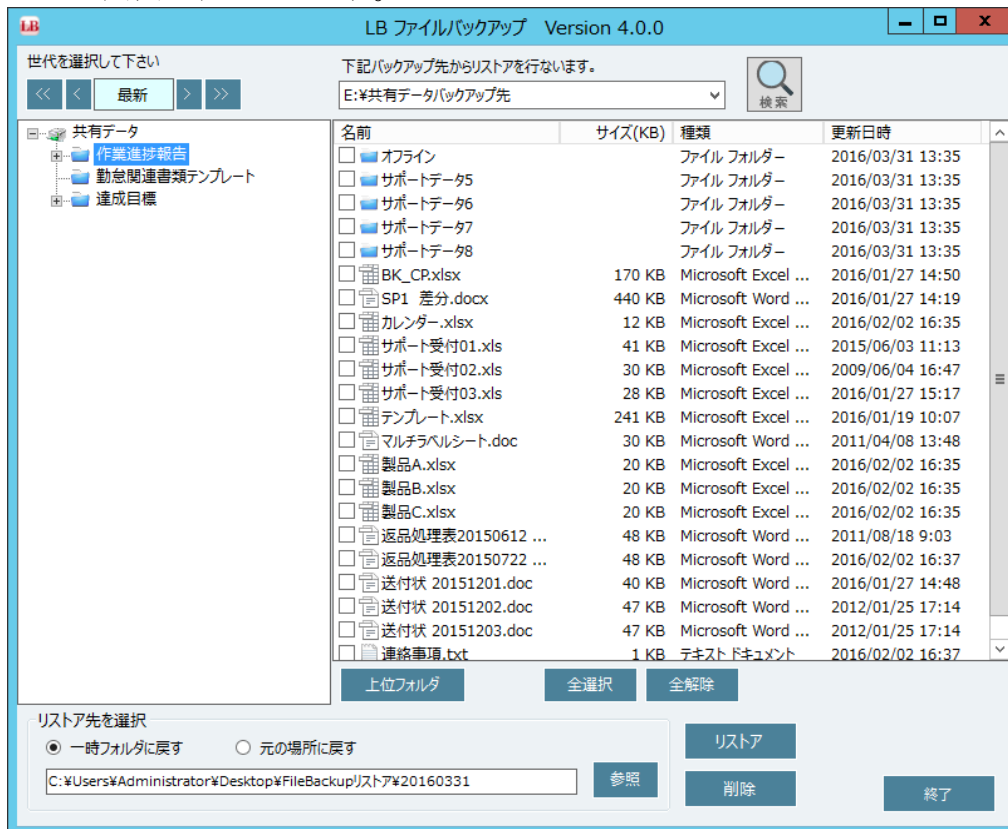 LB
LB ファイルバックアップ Version 4.0.0
世代を選択して下さい
<< < 最新 > >>
下記バックアップ先からリストアを行ないます。
E:¥共有データバックアップ先
検索
共有データ
作業進捗報告
勤怠関連書類テンプレート
達成目標
名前 サイズ(KB) 種類 更新日時
オフライン ファイル フォルダー 2016/03/31 13:35
サポートデータ5 ファイル フォルダー 2016/03/31 13:35
サポートデータ6 ファイル フォルダー 2016/03/31 13:35
サポートデータ7 ファイル フォルダー 2016/03/31 13:35
サポートデータ8 ファイル フォルダー 2016/03/31 13:35
BK_CP.xlsx 170 KB Microsoft Excel ... 2016/01/27 14:50
SP1 差分.docx 440 KB Microsoft Word ... 2016/01/27 14:19
カレンダー.xlsx 12 KB Microsoft Excel ... 2016/02/02 16:35
サポート受付01.xls 41 KB Microsoft Excel ... 2015/06/03 11:13
サポート受付02.xls 30 KB Microsoft Excel ... 2009/06/04 16:47
サポート受付03.xls 28 KB Microsoft Excel ... 2016/01/27 15:17
テンプレート.xlsx 241 KB Microsoft Excel ... 2016/01/19 10:07
マルチラベルシート.doc 30 KB Microsoft Word ... 2011/04/08 13:48
製品A.xlsx 20 KB Microsoft Excel ... 2016/02/02 16:35
製品B.xlsx 20 KB Microsoft Excel ... 2016/02/02 16:35
製品C.xlsx 20 KB Microsoft Excel ... 2016/02/02 16:35
返品処理表20150612 ... 48 KB Microsoft Word ... 2011/08/18 9:03
返品処理表20150722 ... 48 KB Microsoft Word ... 2016/02/02 16:37
送付状 20151201.doc 40 KB Microsoft Word ... 2016/01/27 14:48
送付状 20151202.doc 47 KB Microsoft Word ... 2012/01/25 17:14
送付状 20151203.doc 47 KB Microsoft Word ... 2012/01/25 17:14
連絡事項.txt 1 KB テキスト ドキュメント 2016/02/02 16:37
上位フォルダ 全選択 全解除
リストア先を選択
一時フォルダに戻す 元の場所に戻す
C:¥Users¥Administrator¥Desktop¥FileBackupリストア¥20160331
参照
リストア
削除
終了